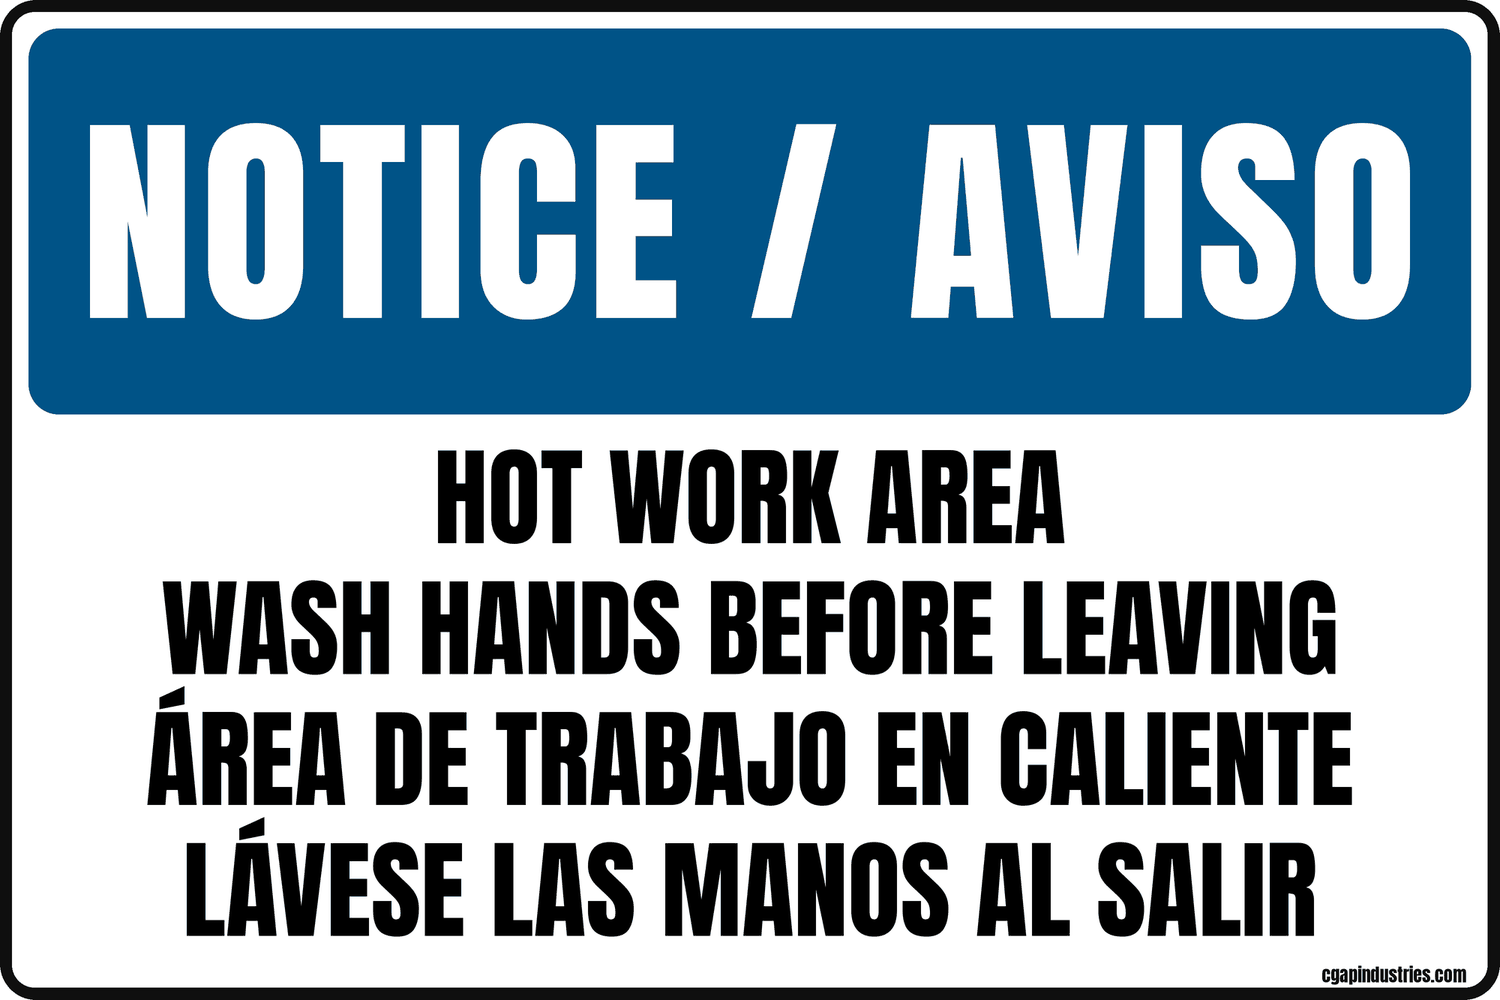 NOTICE / AVISO
HOT WORK AREA
WASH HANDS BEFORE LEAVING
ÁREA DE TRABAJO EN CALIENTE
LÁVESE LAS MANOS AL SALIR
cgapindustries.com